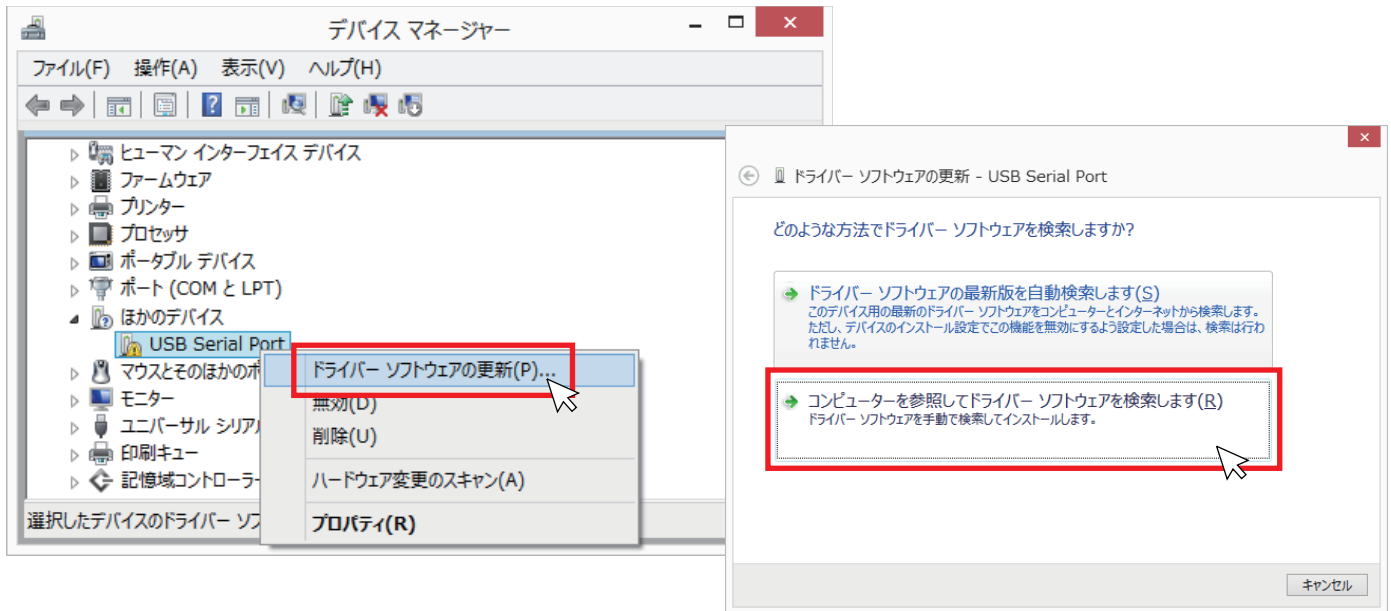 デバイス マネージャー
ファイル(F) 操作(A) 表示(V) ヘルプ(H)
ヒューマン インターフェイス デバイス
ファームウェア
プリンター
プロセッサ
ポータブル デバイス
ポート (COM と LPT)
ほかのデバイス
USB Serial Port
マウスとそのほかのポ
モニター
ユニバーサル シリアル
印刷キュー
記憶域コントローラー
選択したデバイスのドライバー ソフ
ドライバー ソフトウェアの更新(P)...
無効(D)
削除(U)
ハードウェア変更のスキャン(A)
プロパティ(R)
ドライバー ソフトウェアの更新 - USB Serial Port
どのような方法でドライバー ソフトウェアを検索しますか?
ドライバー ソフトウェアの最新版を自動検索します(S)
このデバイス用の最新のドライバー ソフトウェアをコンピューターとインターネットから検索します。
ただし、デバイスのインストール設定でこの機能を無効にするよう設定した場合は、検索は行わ
れません。
コンピューターを参照してドライバー ソフトウェアを検索します(R)
ドライバー ソフトウェアを手動で検索してインストールします。
キャンセル